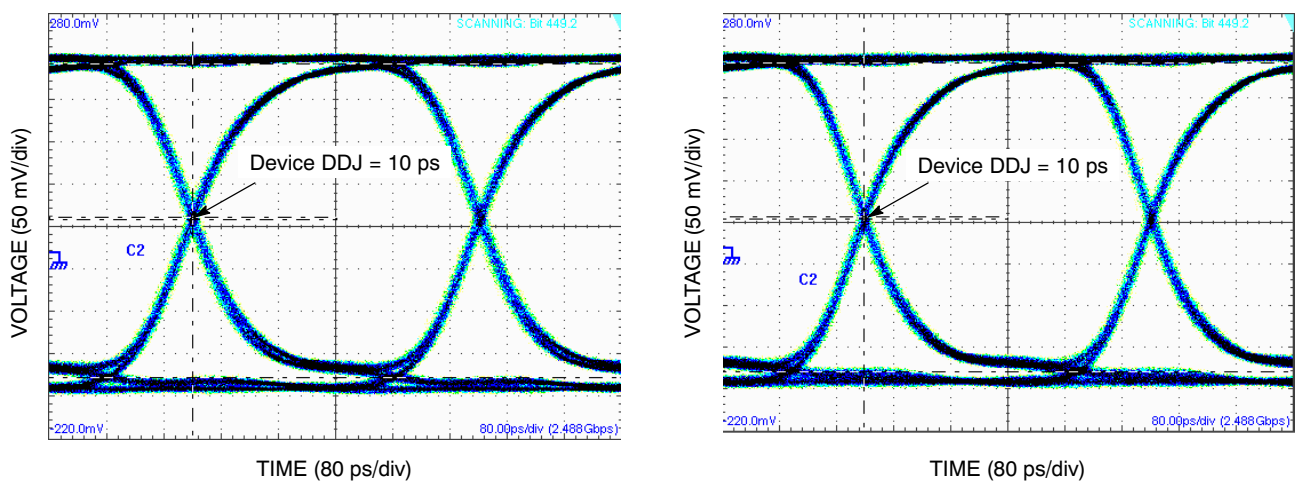 280.0mV
SCANNING: Bit 449.2
VOLTAGE (50 mV/div)
Device DDJ = 10 ps
C2
-220.0mV
80.00ps/div (2.488Gbps)
TIME (80 ps/div)
280.0mV
SCANNING: Bit 449.2
VOLTAGE (50 mV/div)
Device DDJ = 10 ps
C2
-220.0mV
80.00ps/div (2.488Gbps)
TIME (80 ps/div)